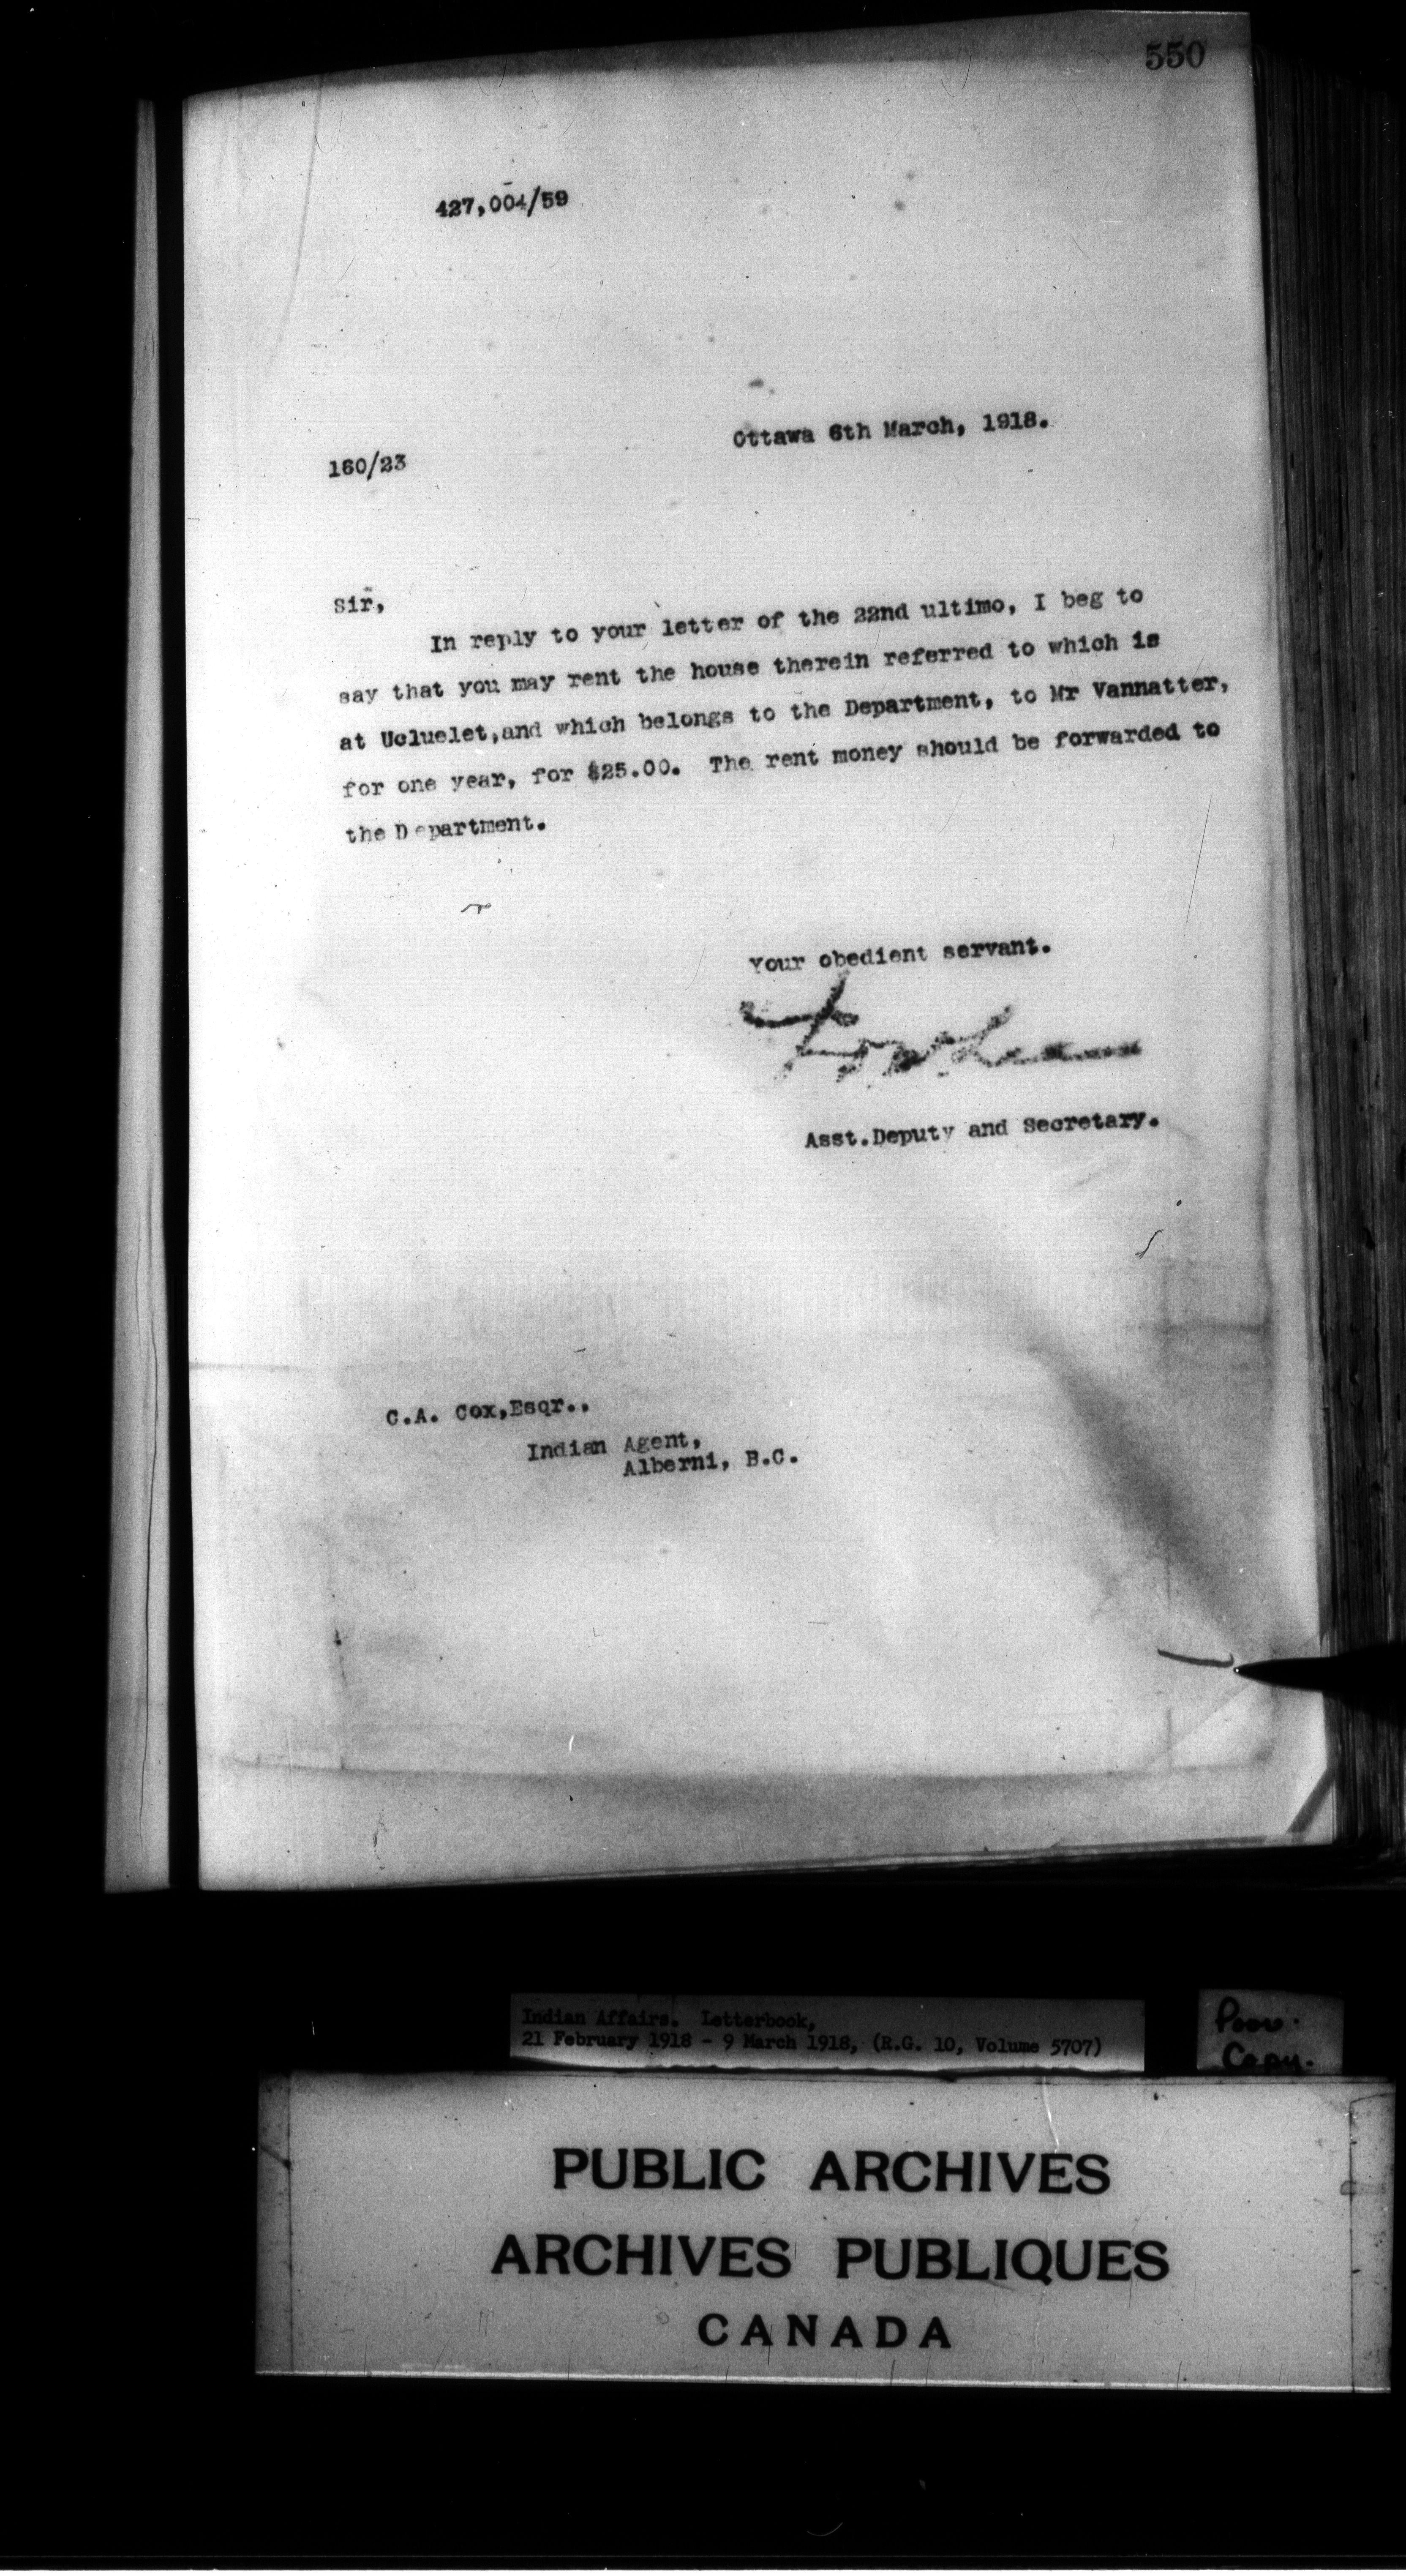 550
427,004/59
Ottawa 6th March, 1918.
160/23
Sir,
In reply to your letter of the 22nd ultimo, I beg to
say that you may rent the house therein referred to which is
at Ucluelet,and which belongs to the Department, to Mr Vannatter,
for one year, for $25.00. The rent money should be forwarded to
the Department.
Your obedient servant.
Asst.Deputy and Secretary.
C.A. Cox,Esqr.,
Indian Agent,
Alberni, B.C.
Indian Affairs. Letterbook,
21 February 1918 - 9 March 1918, (R.G. 10, Volume 5707)
Poor.
Copy.
PUBLIC ARCHIVES
ARCHIVES PUBLIQUES
CANADA